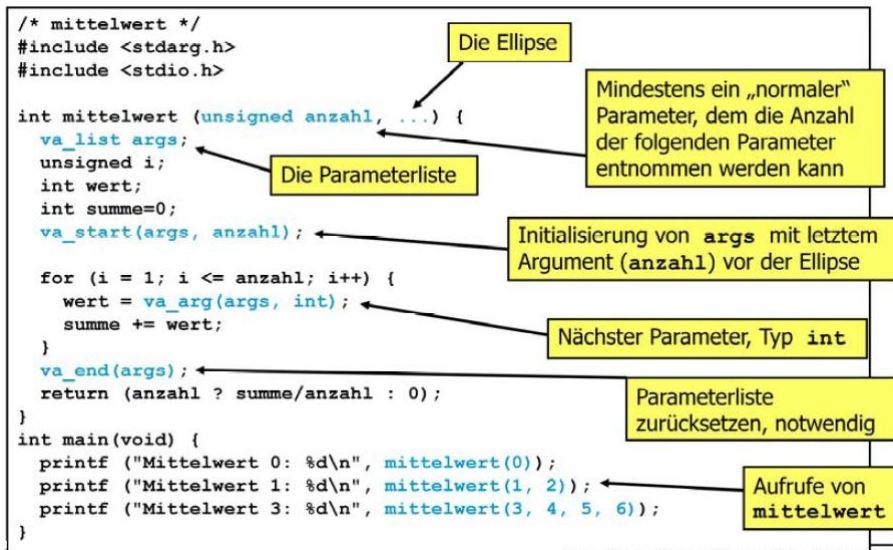 /* mittelwert */
#include <stdarg.h>
#include <stdio.h>
int mittelwert (unsigned anzahl, ...) {
va_list args;
unsigned i;
int wert;
int summe=0;
va_start(args, anzahl);
for (i = 1; i <= anzahl; i++) {
wert = va_arg(args, int);
summe += wert;
}
va_end(args);
return (anzahl ? summe/anzahl : 0);
}
int main(void) {
printf ("Mittelwert 0: %d\n", mittelwert(0));
printf ("Mittelwert 1: %d\n", mittelwert(1, 2));
printf ("Mittelwert 3: %d\n", mittelwert(3, 4, 5, 6));
}
Die Ellipse
Mindestens ein „normaler“
Parameter, dem die Anzahl
der folgenden Parameter
entnommen werden kann
Die Parameterliste
Initialisierung von args mit letztem
Argument (anzahl) vor der Ellipse
Nächster Parameter, Typ int
Parameterliste
zurücksetzen, notwendig
Aufrufe von
mittelwert